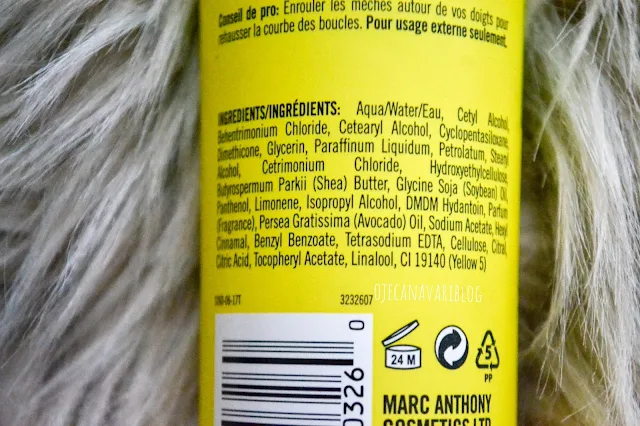 Conseil de pro: Enrouler les mèches autour de vos doigts pour
rehausser la courbe des boucles. Pour usage externe seulement.
INGREDIENTS/INGRÉDIENTS: Aqua/Water/Eau, Cetyl Alcohol,
Behentrimonium Chloride, Cetearyl Alcohol, Cyclopentasiloxane,
Dimethicone, Glycerin, Paraffinum Liquidum, Petrolatum, Stearyl
Alcohol, Cetrimonium Chloride, Hydroxyethylcellulose,
Butyrospermum Parkii (Shea) Butter, Glycine Soja (Soybean) Oil,
Panthenol, Limonene, Isopropyl Alcohol, DMDM Hydantoin, Parfum
(Fragrance), Persea Gratissima (Avocado) Oil, Sodium Acetate, Hexyl
Cinnamal, Benzyl Benzoate, Tetrasodium EDTA, Cellulose, Citral,
Citric Acid, Tocopheryl Acetate, Linalool, CI 19140 (Yellow 5)
3232607
OJECANAVARIBLOG
0326 0
24 M
5
PP
MARC ANTHONY
COSMETICS LTD